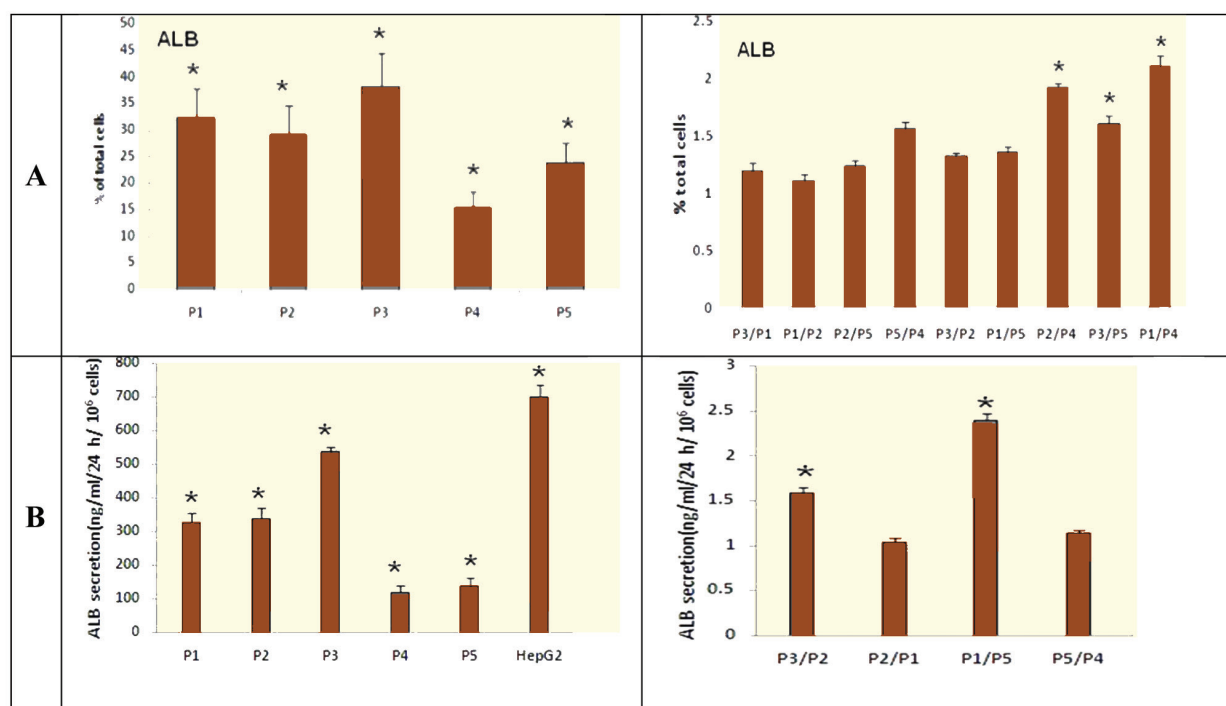 A
ALB
% of total cells
50
45
40
35
30
25
20
15
10
5
0
* * * * *
P1 P2 P3 P4 P5
ALB
% total cells
2.5
2
1.5
1
0.5
0
* * *
P3/P1 P1/P2 P2/P5 P5/P4 P3/P2 P1/P5 P2/P4 P3/P5 P1/P4
B
ALB secretion(ng/ml/24 h/ 10⁶ cells)
800
700
600
500
400
300
200
100
0
* * * * * *
P1 P2 P3 P4 P5 HepG2
ALB secretion(ng/ml/24 h/ 10⁶ cells)
3
2.5
2
1.5
1
0.5
0
* *
P3/P2 P2/P1 P1/P5 P5/P4